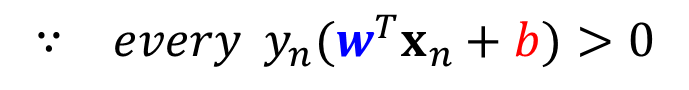 ∵ every yₙ(wᵀxₙ + b) > 0